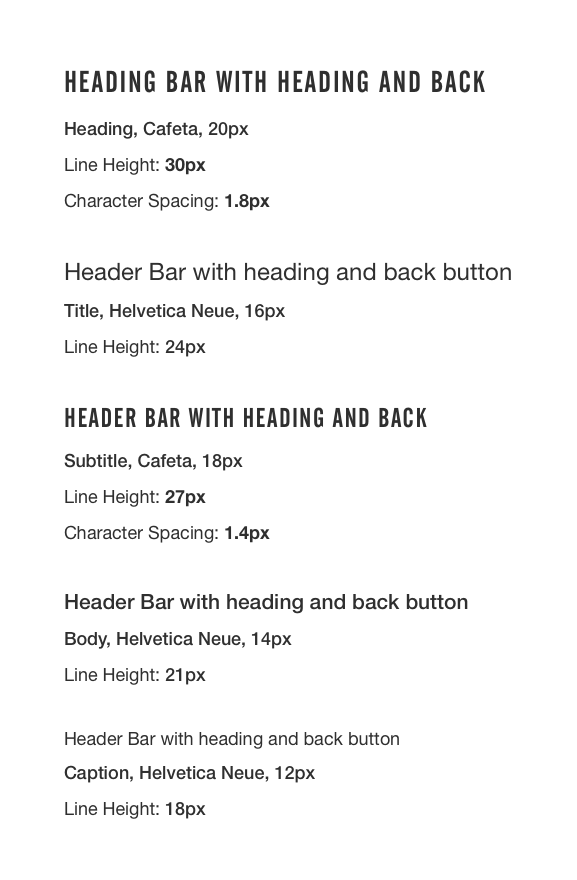 HEADING BAR WITH HEADING AND BACK
Heading, Cafeta, 20px
Line Height: 30px
Character Spacing: 1.8px
Header Bar with heading and back button
Title, Helvetica Neue, 16px
Line Height: 24px
HEADER BAR WITH HEADING AND BACK
Subtitle, Cafeta, 18px
Line Height: 27px
Character Spacing: 1.4px
Header Bar with heading and back button
Body, Helvetica Neue, 14px
Line Height: 21px
Header Bar with heading and back button
Caption, Helvetica Neue, 12px
Line Height: 18px